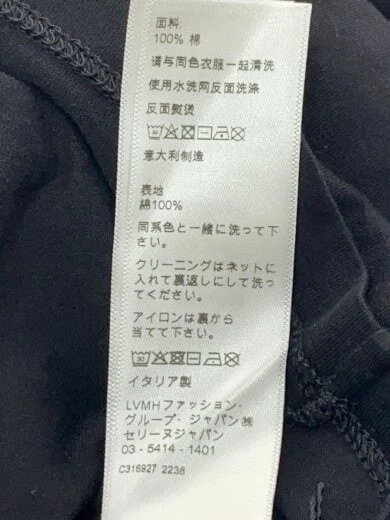 面料:
100% 棉
请与同色衣服一起清洗
使用水洗网反面洗涤
反面熨烫
意大利制造
表地
綿100%
同系色と一緒に洗って下
さい。
クリーニングはネットに
入れて裏返しにして洗っ
てください。
アイロンは裏から
当てて下さい。
イタリア製
LVMHファッション・
グループ・ジャパン㈱
セリーヌジャパン
03 - 5414 - 1401
C316927 2238